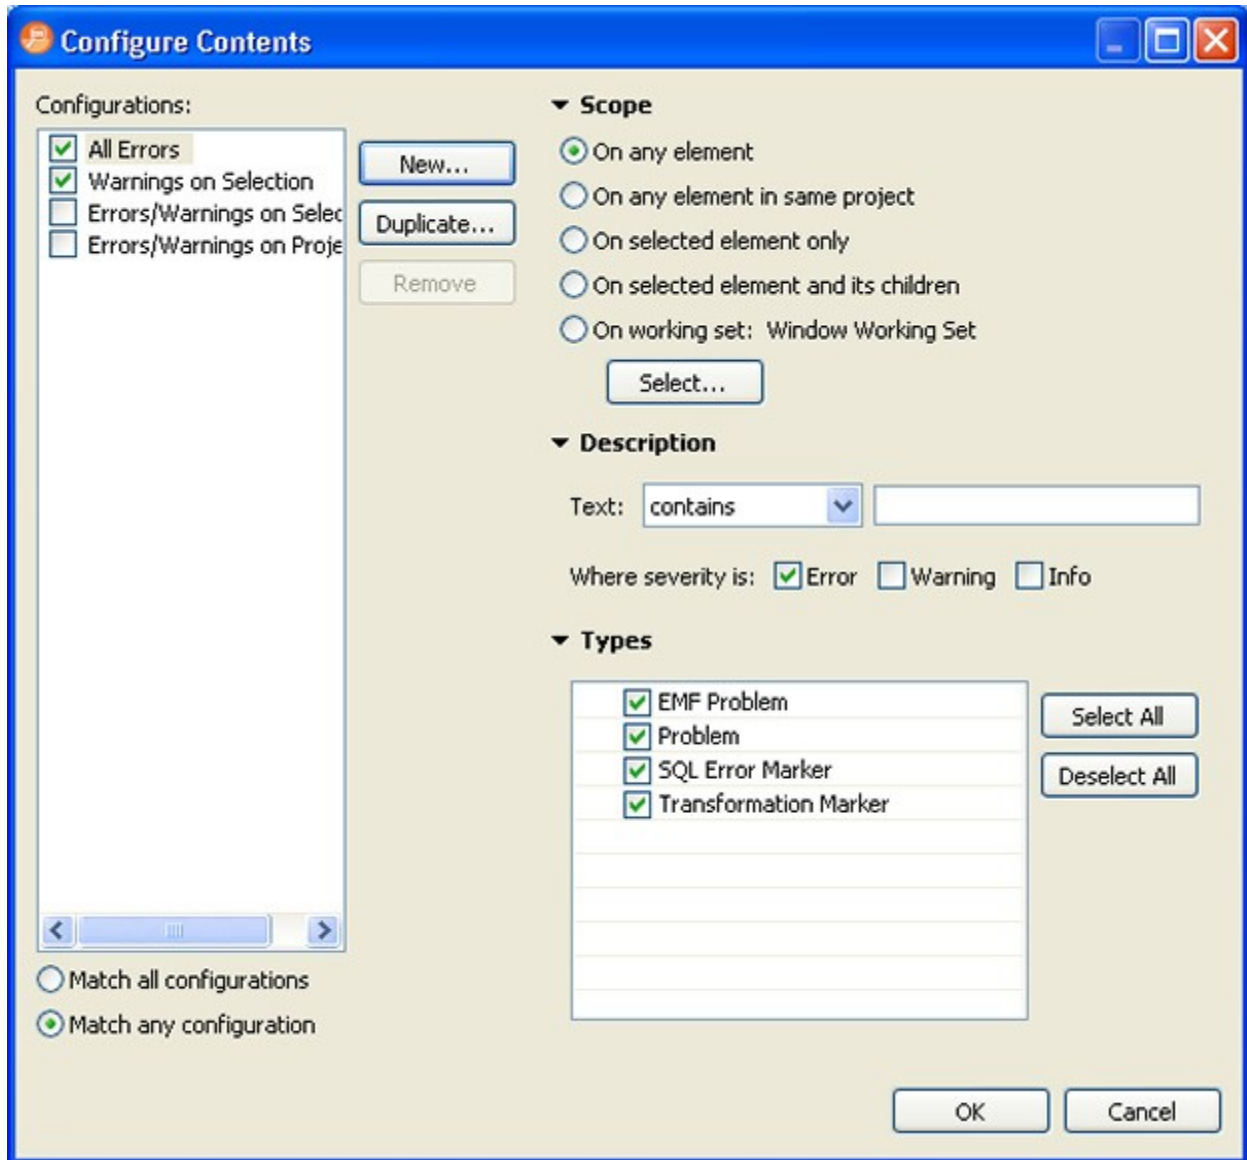 Configure Contents
Configurations:
All Errors
Warnings on Selection
Errors/Warnings on Selec
Errors/Warnings on Proje
New...
Duplicate...
Remove
Match all configurations
Match any configuration
Scope
On any element
On any element in same project
On selected element only
On selected element and its children
On working set: Window Working Set
Select...
Description
Text: contains
Where severity is: Error Warning Info
Types
EMF Problem
Problem
SQL Error Marker
Transformation Marker
Select All
Deselect All
OK Cancel